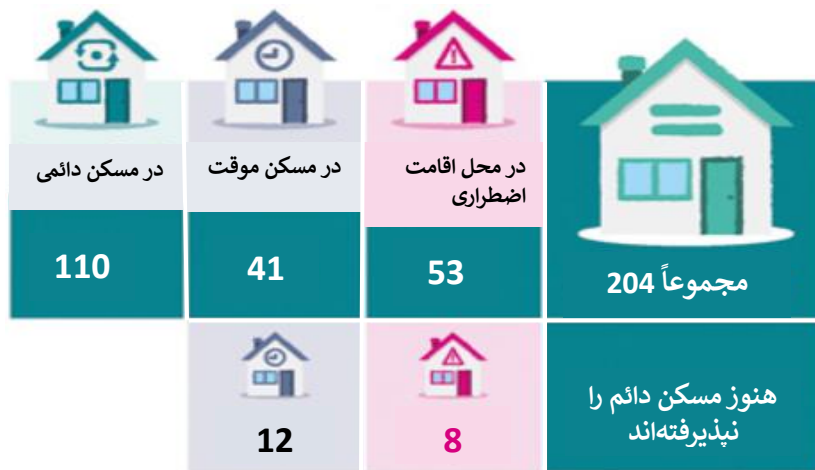 در محل اقامت
اضطراری
در مسکن موقت
در مسکن دائمی
مجموعاً 204
53
41
110
هنوز مسکن دائم را
نپذیرفته‌اند
8
12